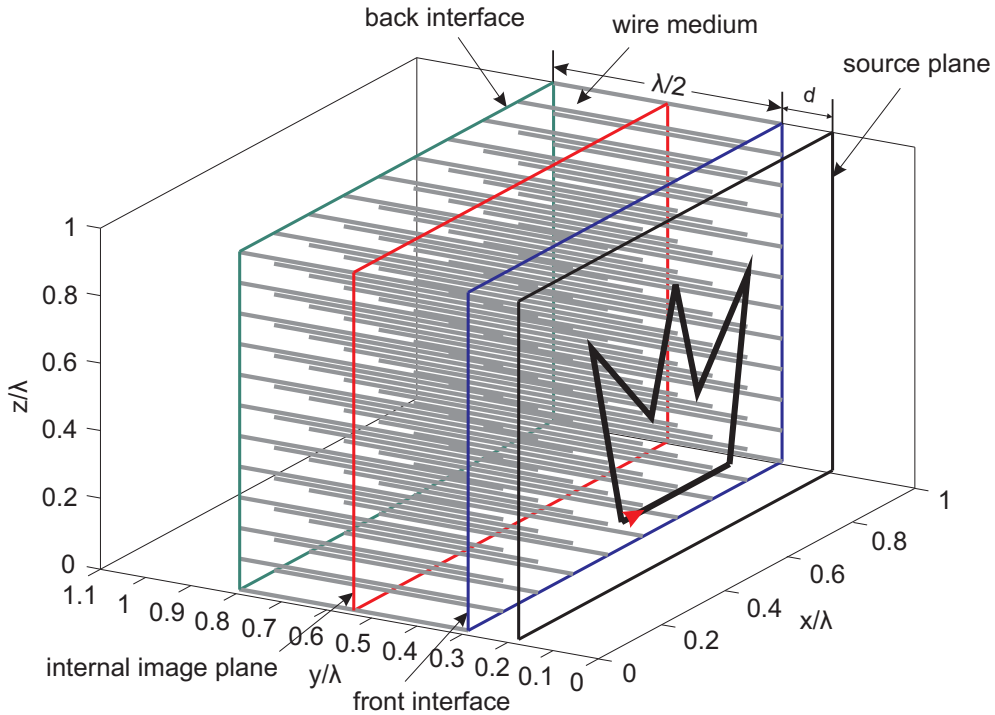 back interface
wire medium
source plane
λ/2
d
1
0.8
0.6
0.4
0.2
0
z/λ
1.1
1
0.9
0.8
0.7
0.6
0.5
0.4
0.3
0.2
0.1
0
y/λ
0
0.2
0.4
0.6
0.8
1
x/λ
internal image plane
front interface